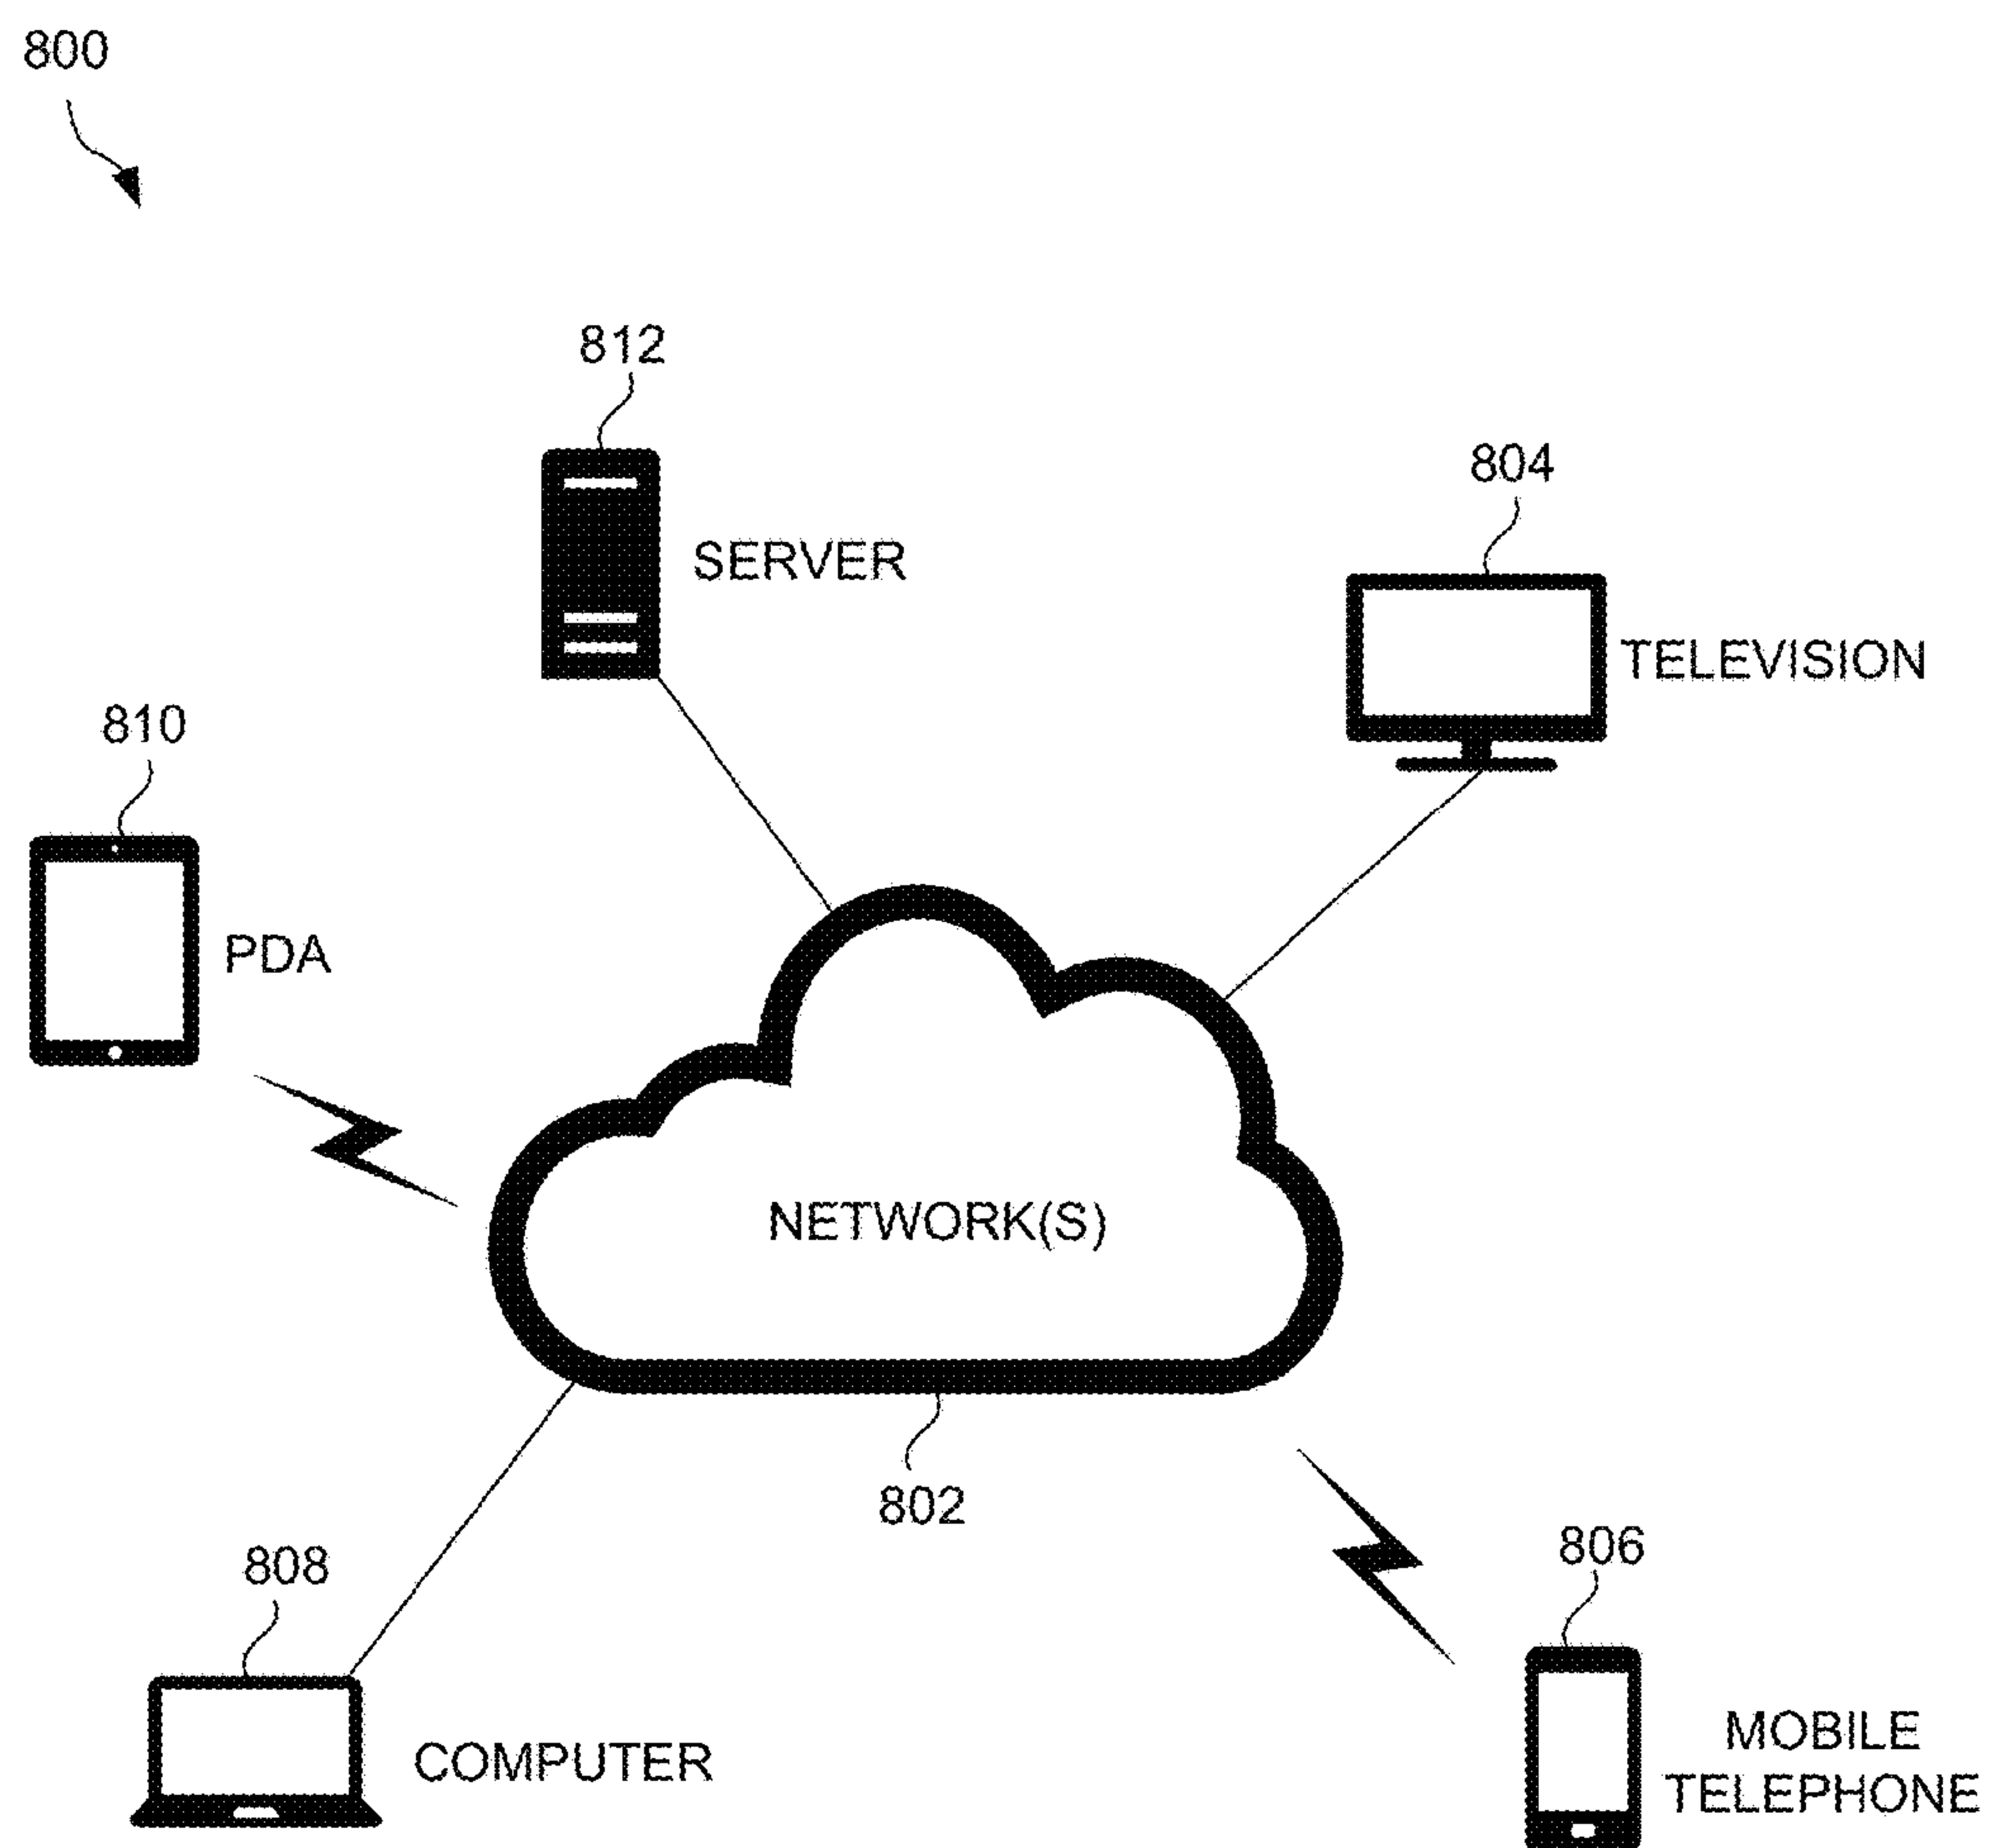 800
812
SERVER
804
TELEVISION
810
PDA
NETWORK(S)
802
808
COMPUTER
806
MOBILE
TELEPHONE